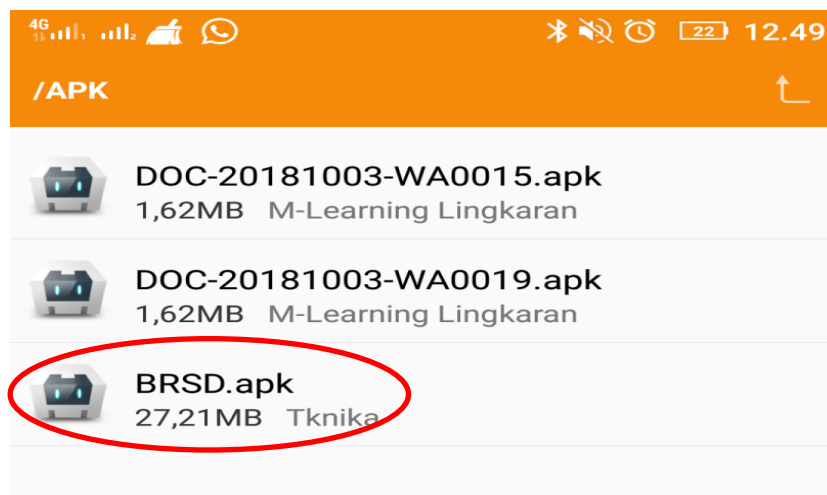 4G 22 12.49
/APK
DOC-20181003-WA0015.apk
1,62MB M-Learning Lingkaran
DOC-20181003-WA0019.apk
1,62MB M-Learning Lingkaran
BRSD.apk
27,21MB Tknika